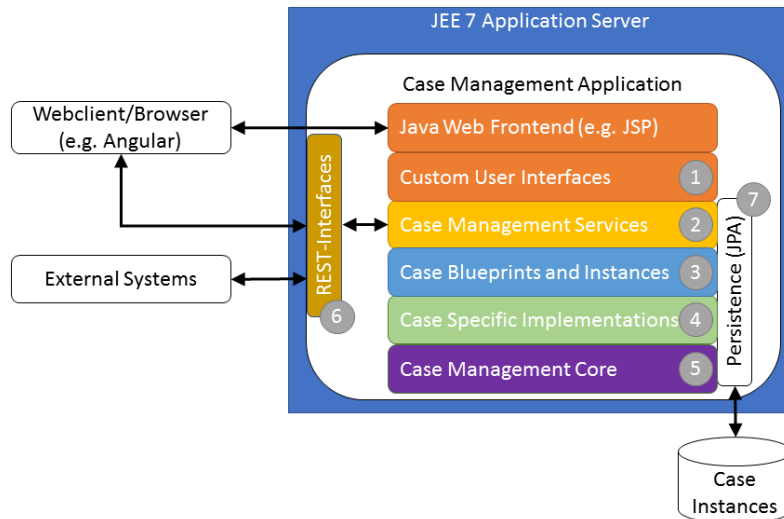 JEE 7 Application Server
Case Management Application
Webclient/Browser
(e.g. Angular)
Java Web Frontend (e.g. JSP)
Custom User Interfaces 1
7
Case Management Services 2
REST-Interfaces
Persistence (JPA)
External Systems
Case Blueprints and Instances 3
Case Specific Implementations 4
6
Case Management Core 5
Case
Instances